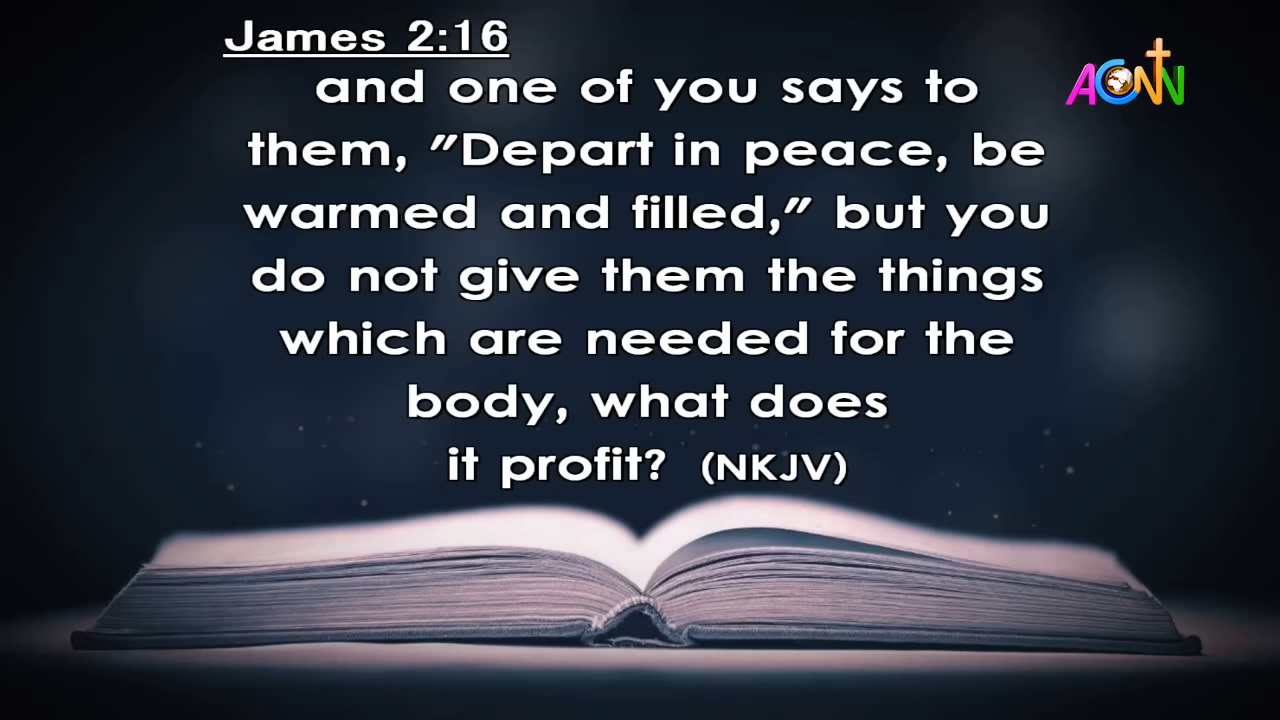 James 2:16
ACNN
and one of you says to
them, "Depart in peace, be
warmed and filled," but you
do not give them the things
which are needed for the
body, what does
it profit? (NKJV)